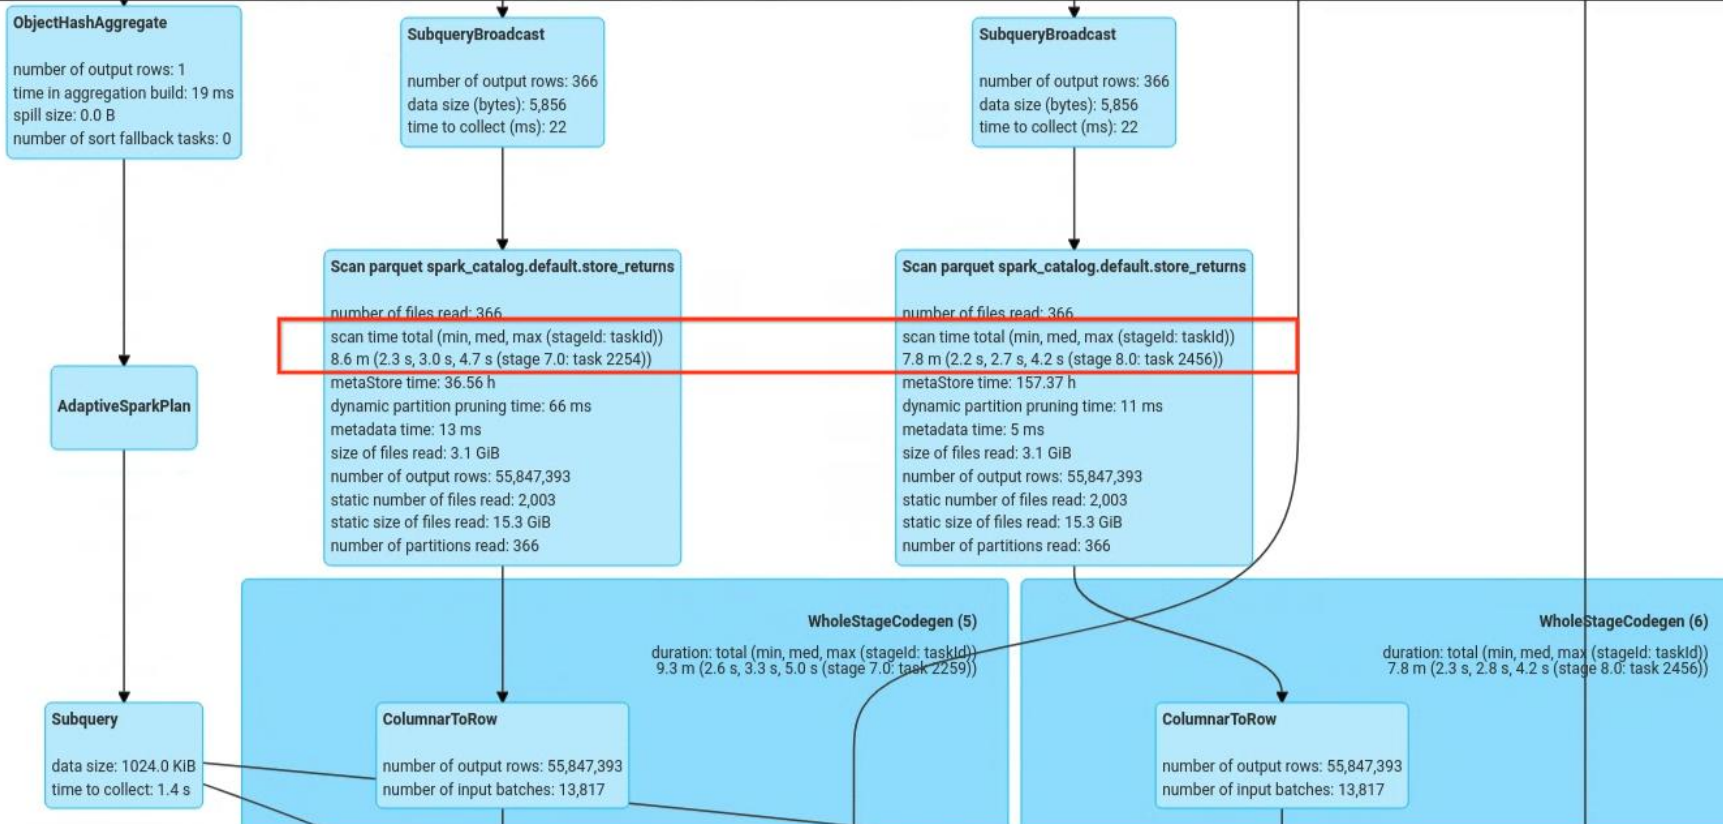 ObjectHashAggregate
number of output rows: 1
time in aggregation build: 19 ms
spill size: 0.0 B
number of sort fallback tasks: 0
SubqueryBroadcast
number of output rows: 366
data size (bytes): 5,856
time to collect (ms): 22
SubqueryBroadcast
number of output rows: 366
data size (bytes): 5,856
time to collect (ms): 22
Scan parquet spark_catalog.default.store_returns
number of files read: 366
scan time total (min, med, max (stageId: taskId))
8.6 m (2.3 s, 3.0 s, 4.7 s (stage 7.0: task 2254))
metaStore time: 36.56 h
dynamic partition pruning time: 66 ms
metadata time: 13 ms
size of files read: 3.1 GiB
number of output rows: 55,847,393
static number of files read: 2,003
static size of files read: 15.3 GiB
number of partitions read: 366
Scan parquet spark_catalog.default.store_returns
number of files read: 366
scan time total (min, med, max (stageId: taskId))
7.8 m (2.2 s, 2.7 s, 4.2 s (stage 8.0: task 2456))
metaStore time: 157.37 h
dynamic partition pruning time: 11 ms
metadata time: 5 ms
size of files read: 3.1 GiB
number of output rows: 55,847,393
static number of files read: 2,003
static size of files read: 15.3 GiB
number of partitions read: 366
AdaptiveSparkPlan
WholeStageCodegen (5)
duration: total (min, med, max (stageId: taskId))
9.3 m (2.6 s, 3.3 s, 5.0 s (stage 7.0: task 2259))
WholeStageCodegen (6)
duration: total (min, med, max (stageId: taskId))
7.8 m (2.3 s, 2.8 s, 4.2 s (stage 8.0: task 2456))
Subquery
data size: 1024.0 KiB
time to collect: 1.4 s
ColumnarToRow
number of output rows: 55,847,393
number of input batches: 13,817
ColumnarToRow
number of output rows: 55,847,393
number of input batches: 13,817